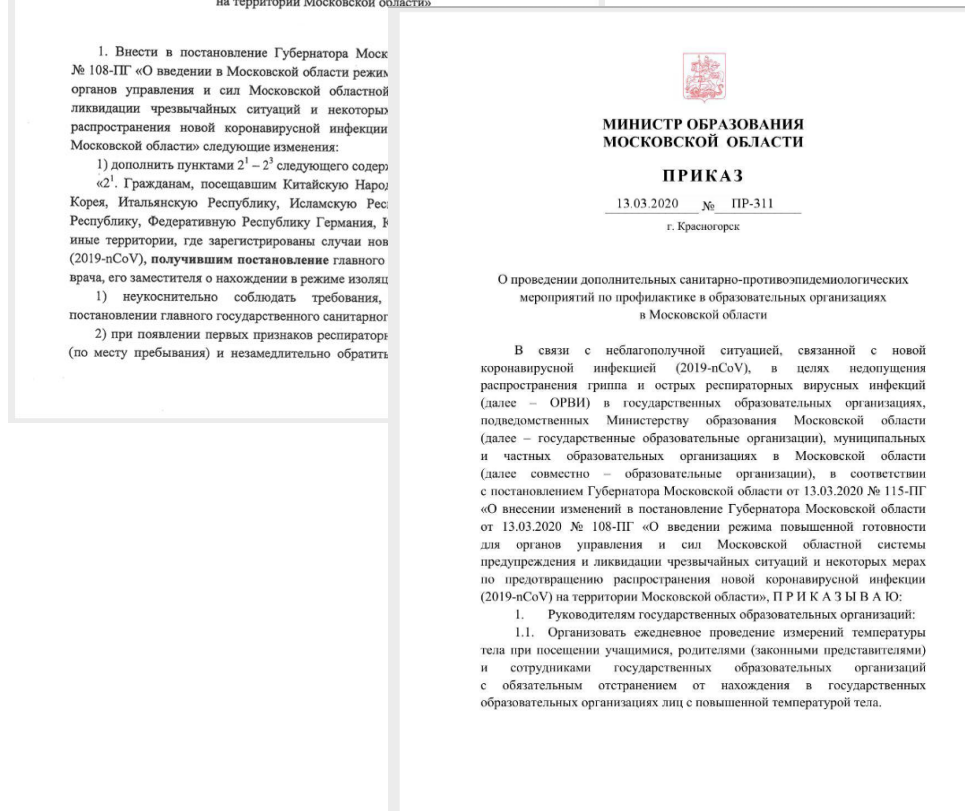 на территории Московской области»
1. Внести в постановление Губернатора Моск
№ 108-ПГ «О введении в Московской области режим
органов управления и сил Московской областной
ликвидации чрезвычайных ситуаций и некоторых
распространения новой коронавирусной инфекции
Московской области» следующие изменения:
1) дополнить пунктами 2¹ – 2³ следующего содер
«2¹. Гражданам, посещавшим Китайскую Народ
Корея, Итальянскую Республику, Исламскую Рес
Республику, Федеративную Республику Германия, К
иные территории, где зарегистрированы случаи нов
(2019-nCoV), получившим постановление главного
врача, его заместителя о нахождении в режиме изоляц
1) неукоснительно соблюдать требования,
постановлении главного государственного санитарног
2) при появлении первых признаков респираторн
(по месту пребывания) и незамедлительно обратить
МИНИСТР ОБРАЗОВАНИЯ
МОСКОВСКОЙ ОБЛАСТИ
ПРИКАЗ
13.03.2020 № ПР-311
г. Красногорск
О проведении дополнительных санитарно-противоэпидемиологических
мероприятий по профилактике в образовательных организациях
в Московской области
В связи с неблагополучной ситуацией, связанной с новой
коронавирусной инфекцией (2019-nCoV), в целях недопущения
распространения гриппа и острых респираторных вирусных инфекций
(далее – ОРВИ) в государственных образовательных организациях,
подведомственных Министерству образования Московской области
(далее – государственные образовательные организации), муниципальных
и частных образовательных организациях в Московской области
(далее совместно – образовательные организации), в соответствии
с постановлением Губернатора Московской области от 13.03.2020 № 115-ПГ
«О внесении изменений в постановление Губернатора Московской области
от 13.03.2020 № 108-ПГ «О введении режима повышенной готовности
для органов управления и сил Московской областной системы
предупреждения и ликвидации чрезвычайных ситуаций и некоторых мерах
по предотвращению распространения новой коронавирусной инфекции
(2019-nCoV) на территории Московской области», П Р И К А З Ы В А Ю:
1. Руководителям государственных образовательных организаций:
1.1. Организовать ежедневное проведение измерений температуры
тела при посещении учащимися, родителями (законными представителями)
и сотрудниками государственных образовательных организаций
с обязательным отстранением от нахождения в государственных
образовательных организациях лиц с повышенной температурой тела.